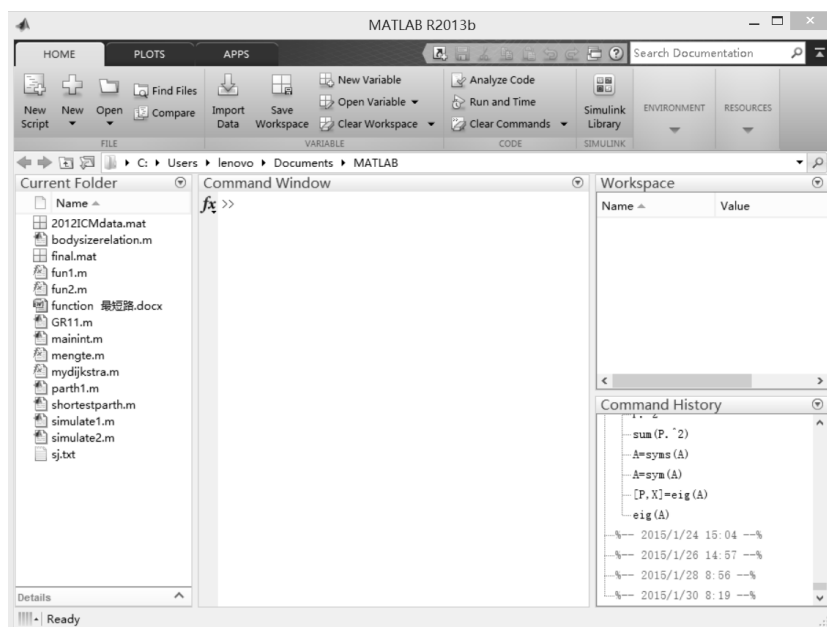 MATLAB R2013b
HOME PLOTS APPS Search Documentation
New Script New Open Find Files Compare Import Data Save Workspace New Variable Open Variable Clear Workspace Analyze Code Run and Time Clear Commands Simulink Library ENVIRONMENT RESOURCES
FILE VARIABLE CODE SIMULINK
C: Users lenovo Documents MATLAB
Current Folder
Name
2012ICMdata.mat
bodysizerelation.m
final.mat
fun1.m
fun2.m
function 最短路.docx
GR11.m
mainint.m
mengte.m
mydijkstra.m
parth1.m
shortestparth.m
simulate1.m
simulate2.m
sj.txt
Details
Command Window
fx >>
Workspace
Name Value
Command History
sum(P.^2)
A=syms(A)
A=sym(A)
[P,X]=eig(A)
eig(A)
%-- 2015/1/24 15:04 --%
%-- 2015/1/26 14:57 --%
%-- 2015/1/28 8:56 --%
%-- 2015/1/30 8:19 --%
Ready